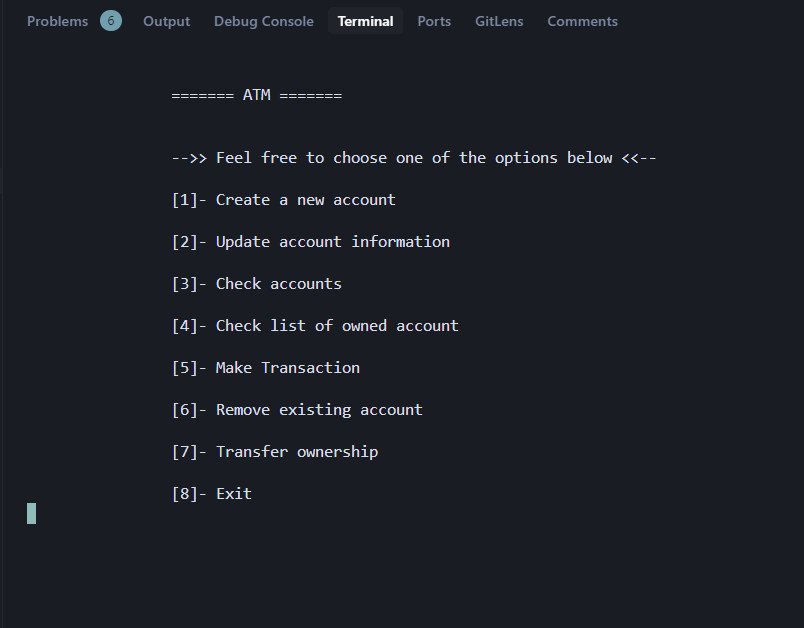 Problems 6 Output Debug Console Terminal Ports GitLens Comments
======= ATM =======
-->> Feel free to choose one of the options below <<--
[1]- Create a new account
[2]- Update account information
[3]- Check accounts
[4]- Check list of owned account
[5]- Make Transaction
[6]- Remove existing account
[7]- Transfer ownership
[8]- Exit